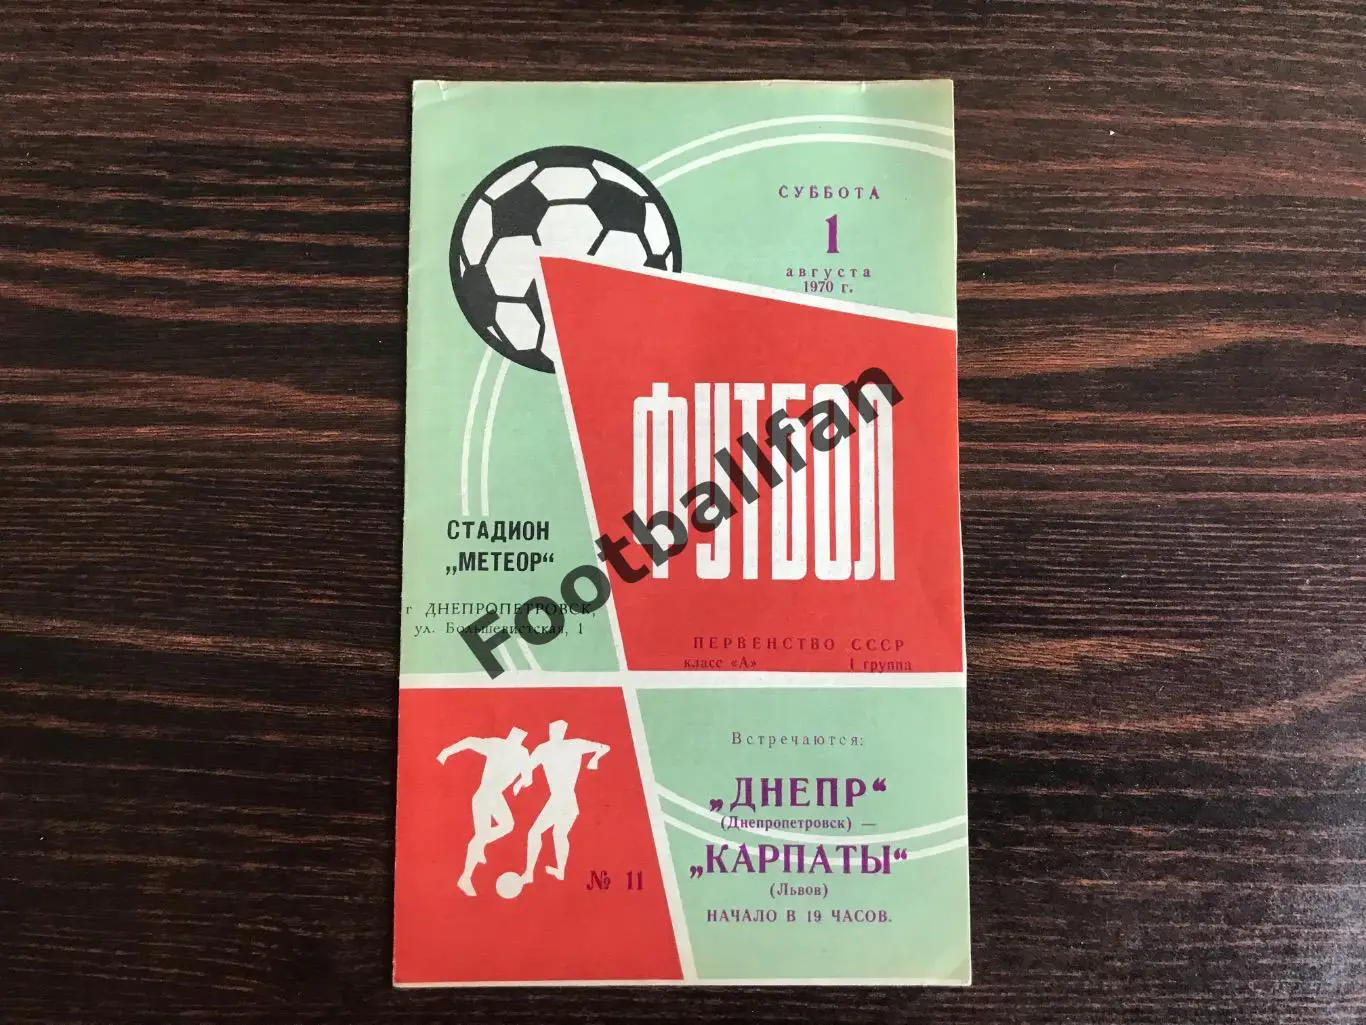 СУББОТА
1
августа
1970 г.
ФУТБОЛ
СТАДИОН
„МЕТЕОР“
г ДНЕПРОПЕТРОВСК,
ул. Большевистская, 1
ПЕРВЕНСТВО СССР
класс «А» I группа
Встречаются:
„ДНЕПР“
(Днепропетровск) —
„КАРПАТЫ“
(Львов)
НАЧАЛО В 19 ЧАСОВ.
№ 11
Footballfan